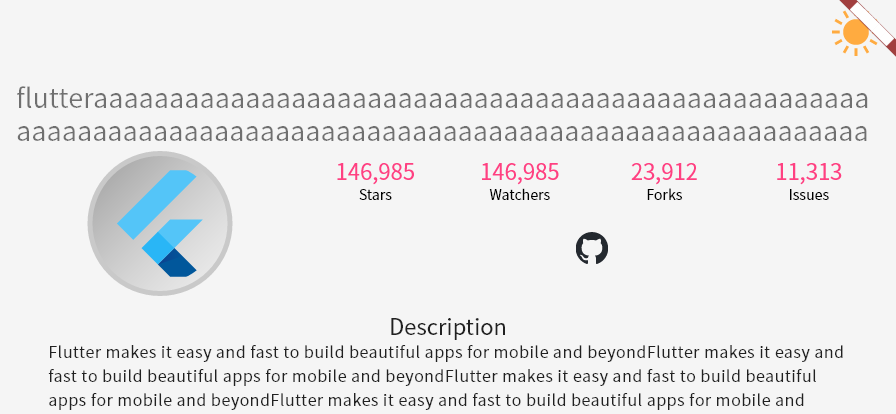 flutteraaaaaaaaaaaaaaaaaaaaaaaaaaaaaaaaaaaaaaaaaaaaaaaaaaa
aaaaaaaaaaaaaaaaaaaaaaaaaaaaaaaaaaaaaaaaaaaaaaaaaaaaaaaa
146,985 146,985 23,912 11,313
Stars Watchers Forks Issues
Description
Flutter makes it easy and fast to build beautiful apps for mobile and beyondFlutter makes it easy and
fast to build beautiful apps for mobile and beyondFlutter makes it easy and fast to build beautiful
apps for mobile and beyondFlutter makes it easy and fast to build beautiful apps for mobile and